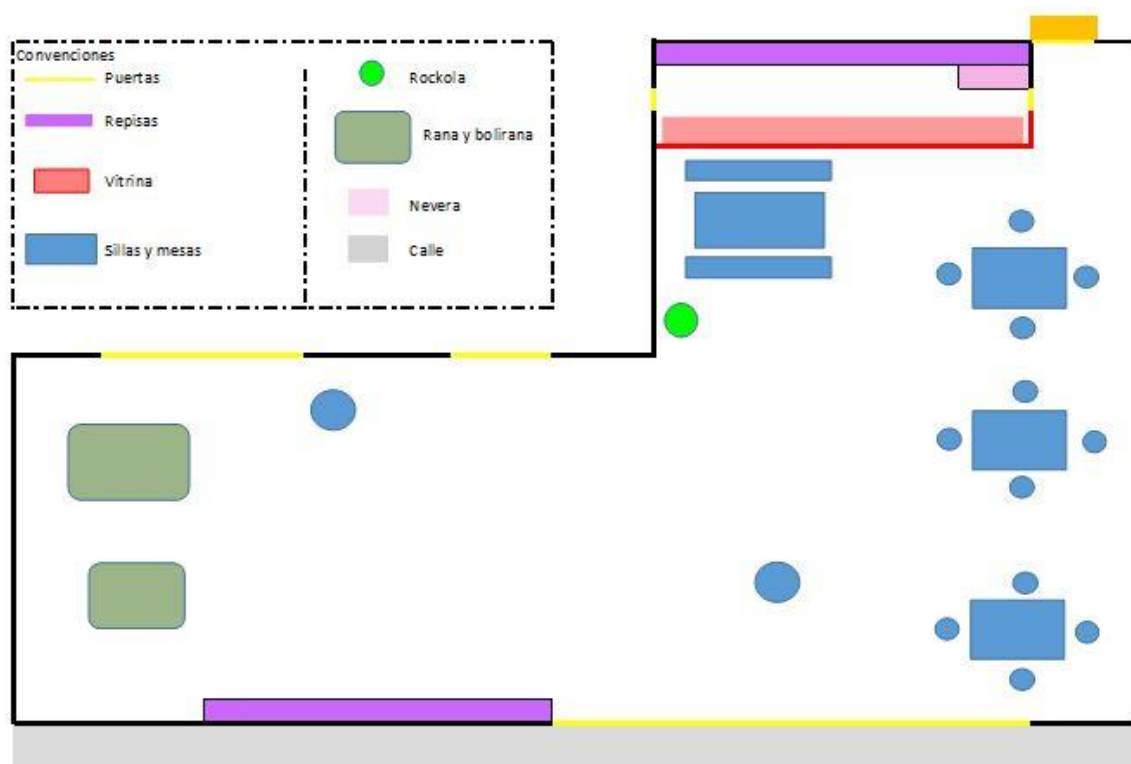 Convenciones
Puertas
Repisas
Vitrina
Sillas y mesas
Rockola
Rana y bolirana
Nevera
Calle